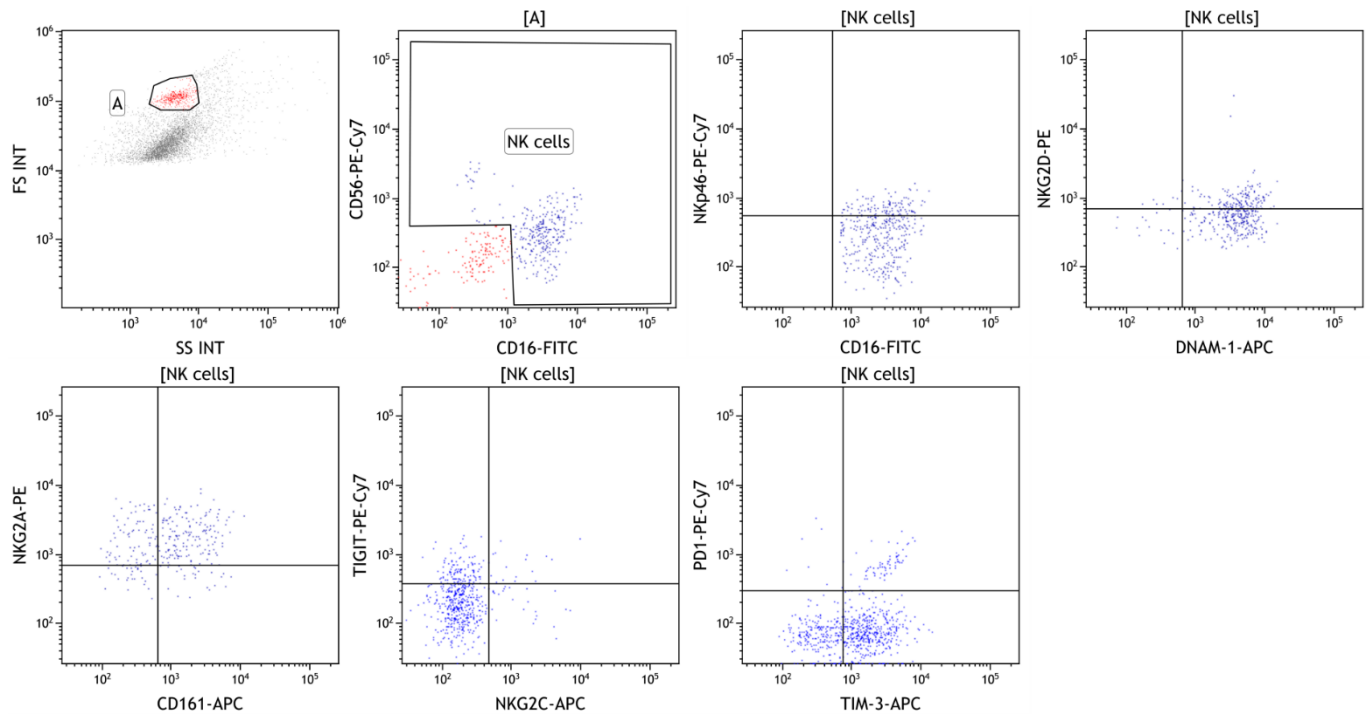 [A]
[NK cells]
[NK cells]
10⁶
10⁵
10⁴
10³
A
FS INT
10³
10⁴
10⁵
10⁶
SS INT
10⁵
10⁴
10³
10²
NK cells
CD56-PE-Cy7
10²
10³
10⁴
10⁵
CD16-FITC
10⁵
10⁴
10³
10²
NKp46-PE-Cy7
10²
10³
10⁴
10⁵
CD16-FITC
10⁵
10⁴
10³
10²
NKG2D-PE
10²
10³
10⁴
10⁵
DNAM-1-APC
[NK cells]
[NK cells]
[NK cells]
10⁵
10⁴
10³
10²
NKG2A-PE
10²
10³
10⁴
10⁵
CD161-APC
10⁵
10⁴
10³
10²
TIGIT-PE-Cy7
10²
10³
10⁴
10⁵
NKG2C-APC
10⁵
10⁴
10³
10²
PD1-PE-Cy7
10²
10³
10⁴
10⁵
TIM-3-APC